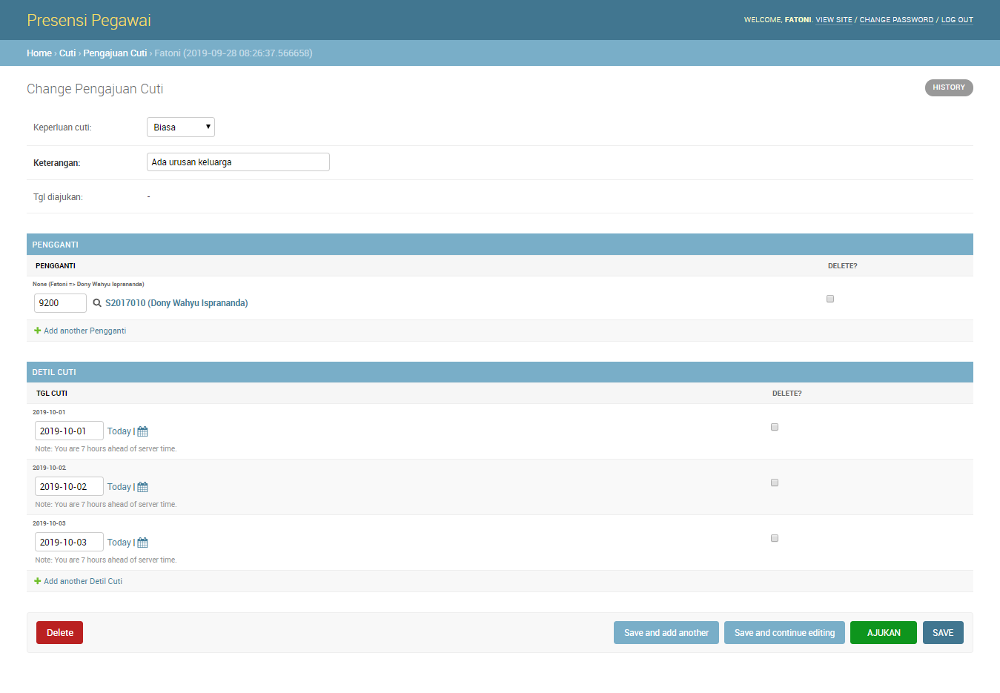 Presensi Pegawai
WELCOME, FATONI. VIEW SITE / CHANGE PASSWORD / LOG OUT
Home › Cuti › Pengajuan Cuti › Fatoni (2019-09-28 08:26:37.566658)
Change Pengajuan Cuti
HISTORY
Keperluan cuti: Biasa
Keterangan: Ada urusan keluarga
Tgl diajukan: -
PENGGANTI
PENGGANTI DELETE?
None (Fatoni => Dony Wahyu Isprananda)
9200 S2017010 (Dony Wahyu Isprananda)
Add another Pengganti
DETIL CUTI
TGL CUTI DELETE?
2019-10-01
2019-10-01 Today |
Note: You are 7 hours ahead of server time.
2019-10-02
2019-10-02 Today |
Note: You are 7 hours ahead of server time.
2019-10-03
2019-10-03 Today |
Note: You are 7 hours ahead of server time.
Add another Detil Cuti
Delete Save and add another Save and continue editing AJUKAN SAVE